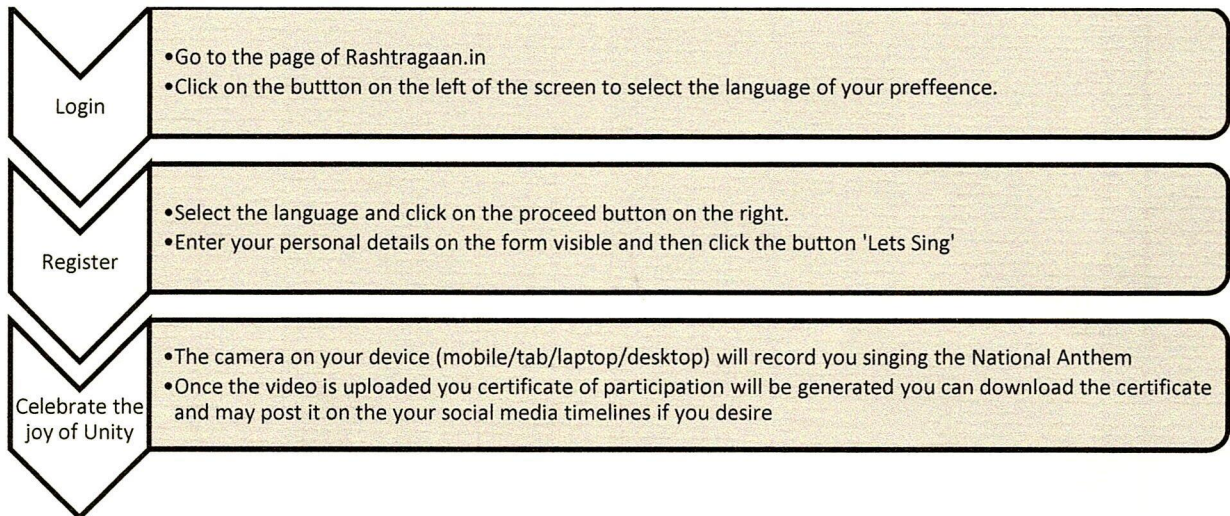 Login
•Go to the page of Rashtragaan.in
•Click on the buttton on the left of the screen to select the language of your preffeence.
Register
•Select the language and click on the proceed button on the right.
•Enter your personal details on the form visible and then click the button 'Lets Sing'
Celebrate the
joy of Unity
•The camera on your device (mobile/tab/laptop/desktop) will record you singing the National Anthem
•Once the video is uploaded you certificate of participation will be generated you can download the certificate
and may post it on the your social media timelines if you desire